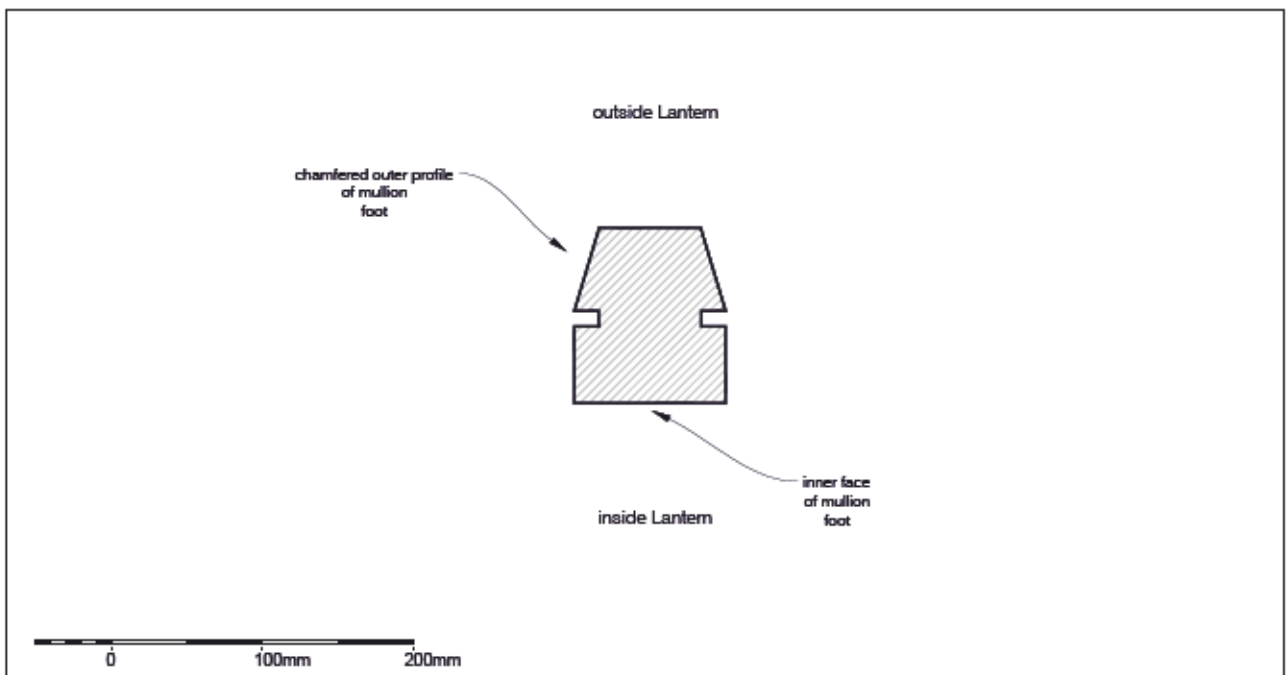 outside Lantern
chamfered outer profile
of mullion
foot
inner face
of mullion
foot
inside Lantern
0 100mm 200mm